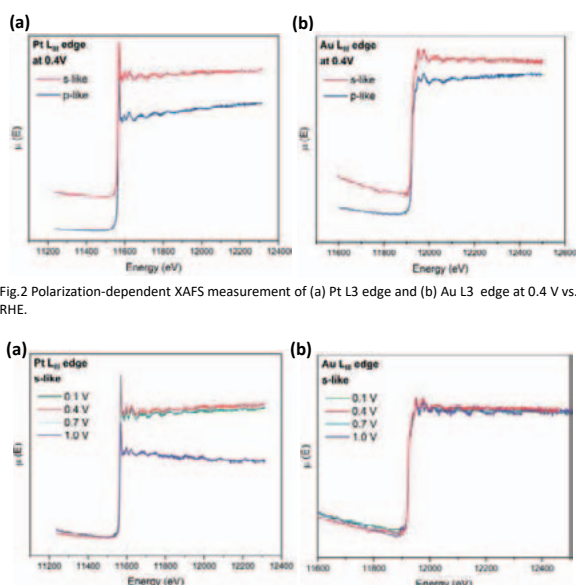 (a)
Pt LIII edge
at 0.4V
s-like
p-like
μ (E)
11200 11400 11600 11800 12000 12200 12400
Energy (eV)
(b)
Au LIII edge
at 0.4V
s-like
p-like
μ (E)
11600 11800 12000 12200 12400 12600
Energy (eV)
Fig.2 Polarization-dependent XAFS measurement of (a) Pt L3 edge and (b) Au L3 edge at 0.4 V vs.
RHE.
(a)
Pt LIII edge
s-like
0.1 V
0.4 V
0.7 V
1.0 V
μ (E)
11200 11400 11600 11800 12000 12200 12400
Energy (eV)
(b)
Au LIII edge
s-like
0.1 V
0.4 V
0.7 V
1.0 V
μ (E)
11600 11800 12000 12200 12400
Energy (eV)